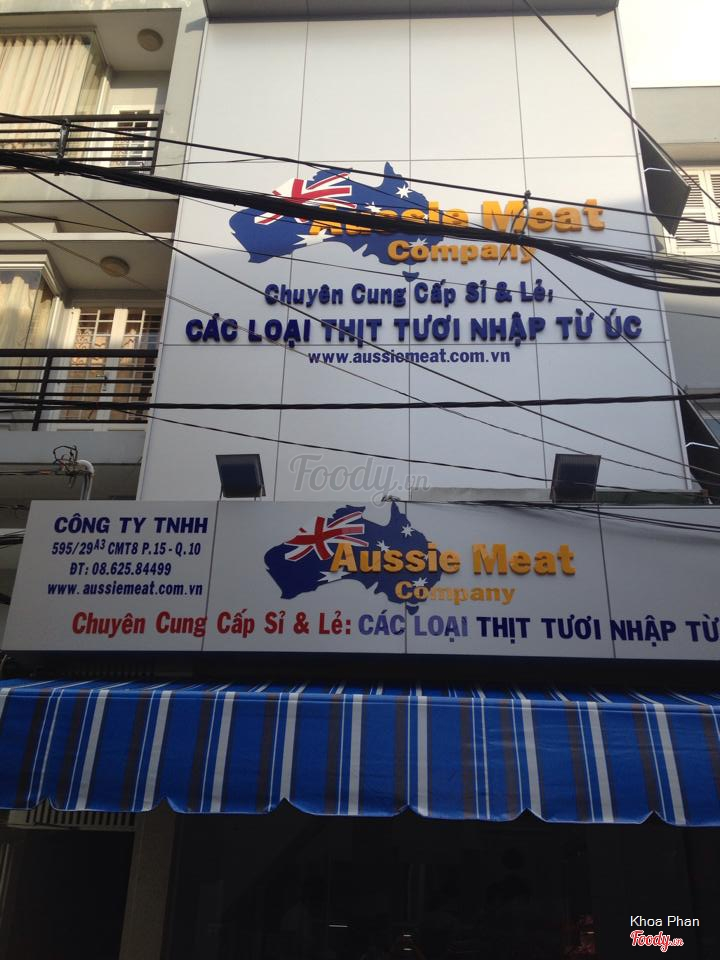 Aussie Meat
Company
Chuyên Cung Cấp Sỉ & Lẻ:
CÁC LOẠI THỊT TƯƠI NHẬP TỪ ÚC
www.aussiemeat.com.vn
Foody.vn
CÔNG TY TNHH
595/29A3 CMT8 P.15 - Q.10
ĐT: 08.625.84499
www.aussiemeat.com.vn
Aussie Meat
Company
Chuyên Cung Cấp Sỉ & Lẻ: CÁC LOẠI THỊT TƯƠI NHẬP TỪ
Khoa Phan
Foody.vn